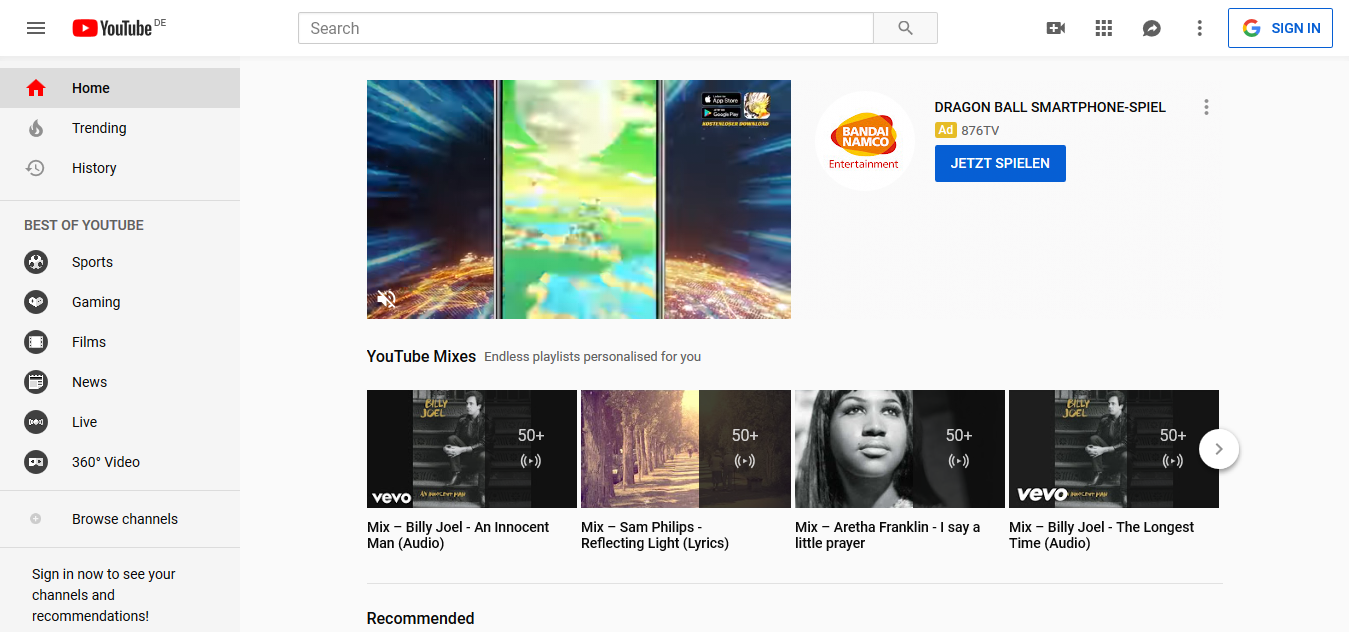 YouTube DE
Search
SIGN IN
Home
Trending
History
BEST OF YOUTUBE
Sports
Gaming
Films
News
Live
360° Video
Browse channels
Sign in now to see your
channels and
recommendations!
App Store
Google Play
KOSTENLOSER DOWNLOAD
BANDAI
NAMCO
Entertainment
DRAGON BALL SMARTPHONE-SPIEL
Ad 876TV
JETZT SPIELEN
YouTube Mixes Endless playlists personalised for you
BILLY
JOEL
AN INNOCENT MAN
vevo
50+
Mix – Billy Joel - An Innocent
Man (Audio)
50+
Mix – Sam Philips -
Reflecting Light (Lyrics)
50+
Mix – Aretha Franklin - I say a
little prayer
BILLY
JOEL
AN INNOCENT MAN
vevo
50+
Mix – Billy Joel - The Longest
Time (Audio)
Recommended